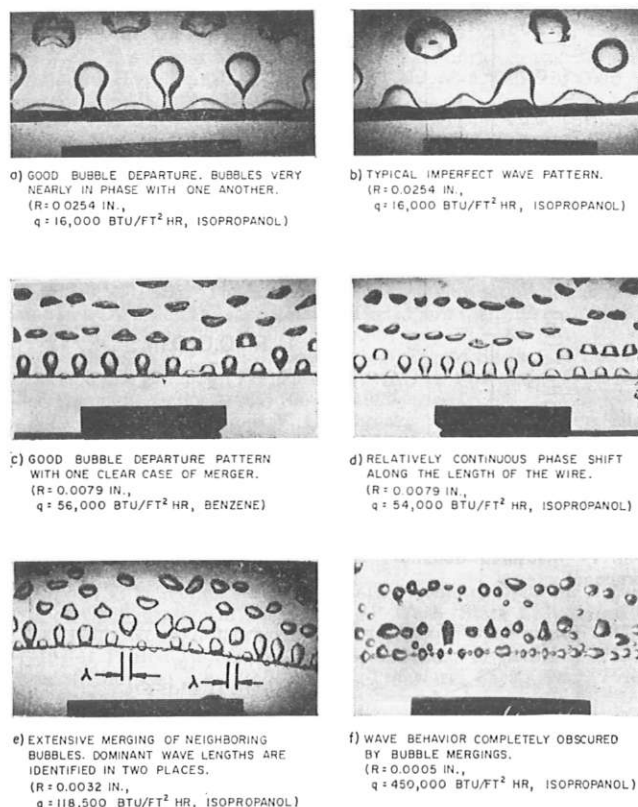 a) GOOD BUBBLE DEPARTURE. BUBBLES VERY
NEARLY IN PHASE WITH ONE ANOTHER.
(R=0.0254 IN.,
q=16,000 BTU/FT² HR, ISOPROPANOL)
b) TYPICAL IMPERFECT WAVE PATTERN.
(R=0.0254 IN.,
q=16,000 BTU/FT² HR, ISOPROPANOL)
c) GOOD BUBBLE DEPARTURE PATTERN
WITH ONE CLEAR CASE OF MERGER.
(R=0.0079 IN.,
q=56,000 BTU/FT² HR, BENZENE)
d) RELATIVELY CONTINUOUS PHASE SHIFT
ALONG THE LENGTH OF THE WIRE.
(R=0.0079 IN.,
q=54,000 BTU/FT² HR, ISOPROPANOL)
λ λ
e) EXTENSIVE MERGING OF NEIGHBORING
BUBBLES. DOMINANT WAVE LENGTHS ARE
IDENTIFIED IN TWO PLACES.
(R=0.0032 IN.,
q=118,500 BTU/FT² HR, ISOPROPANOL)
f) WAVE BEHAVIOR COMPLETELY OBSCURED
BY BUBBLE MERGINGS.
(R=0.0005 IN.,
q=450,000 BTU/FT² HR, ISOPROPANOL)